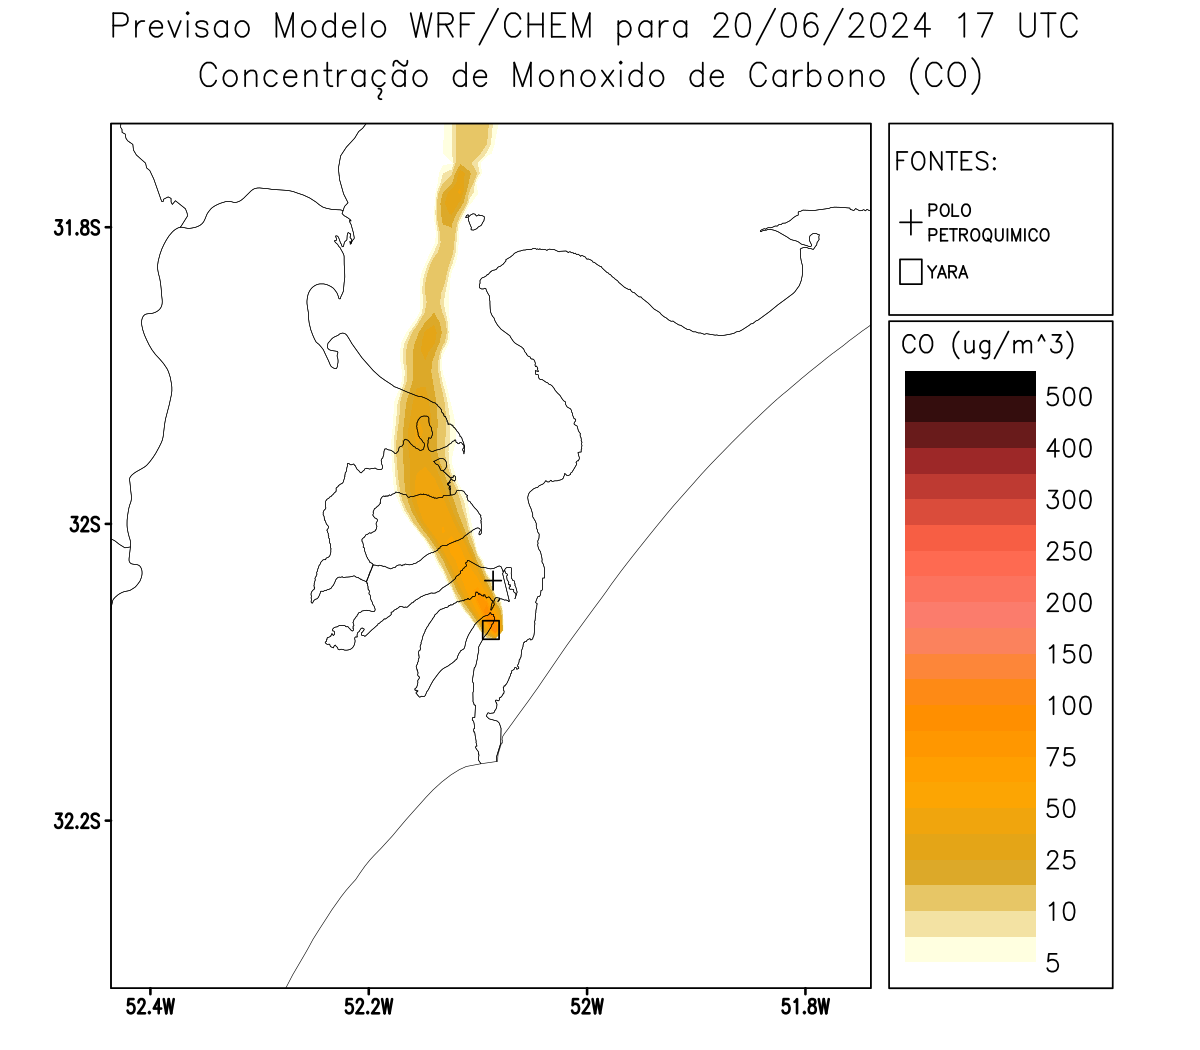 Previsao Modelo WRF/CHEM para 20/06/2024 17 UTC
Concentração de Monoxido de Carbono (CO)
FONTES:
POLO
PETROQUIMICO
YARA
CO (ug/m^3)
500
400
300
250
200
150
100
75
50
25
10
5
31.8S
32S
32.2S
52.4W
52.2W
52W
51.8W